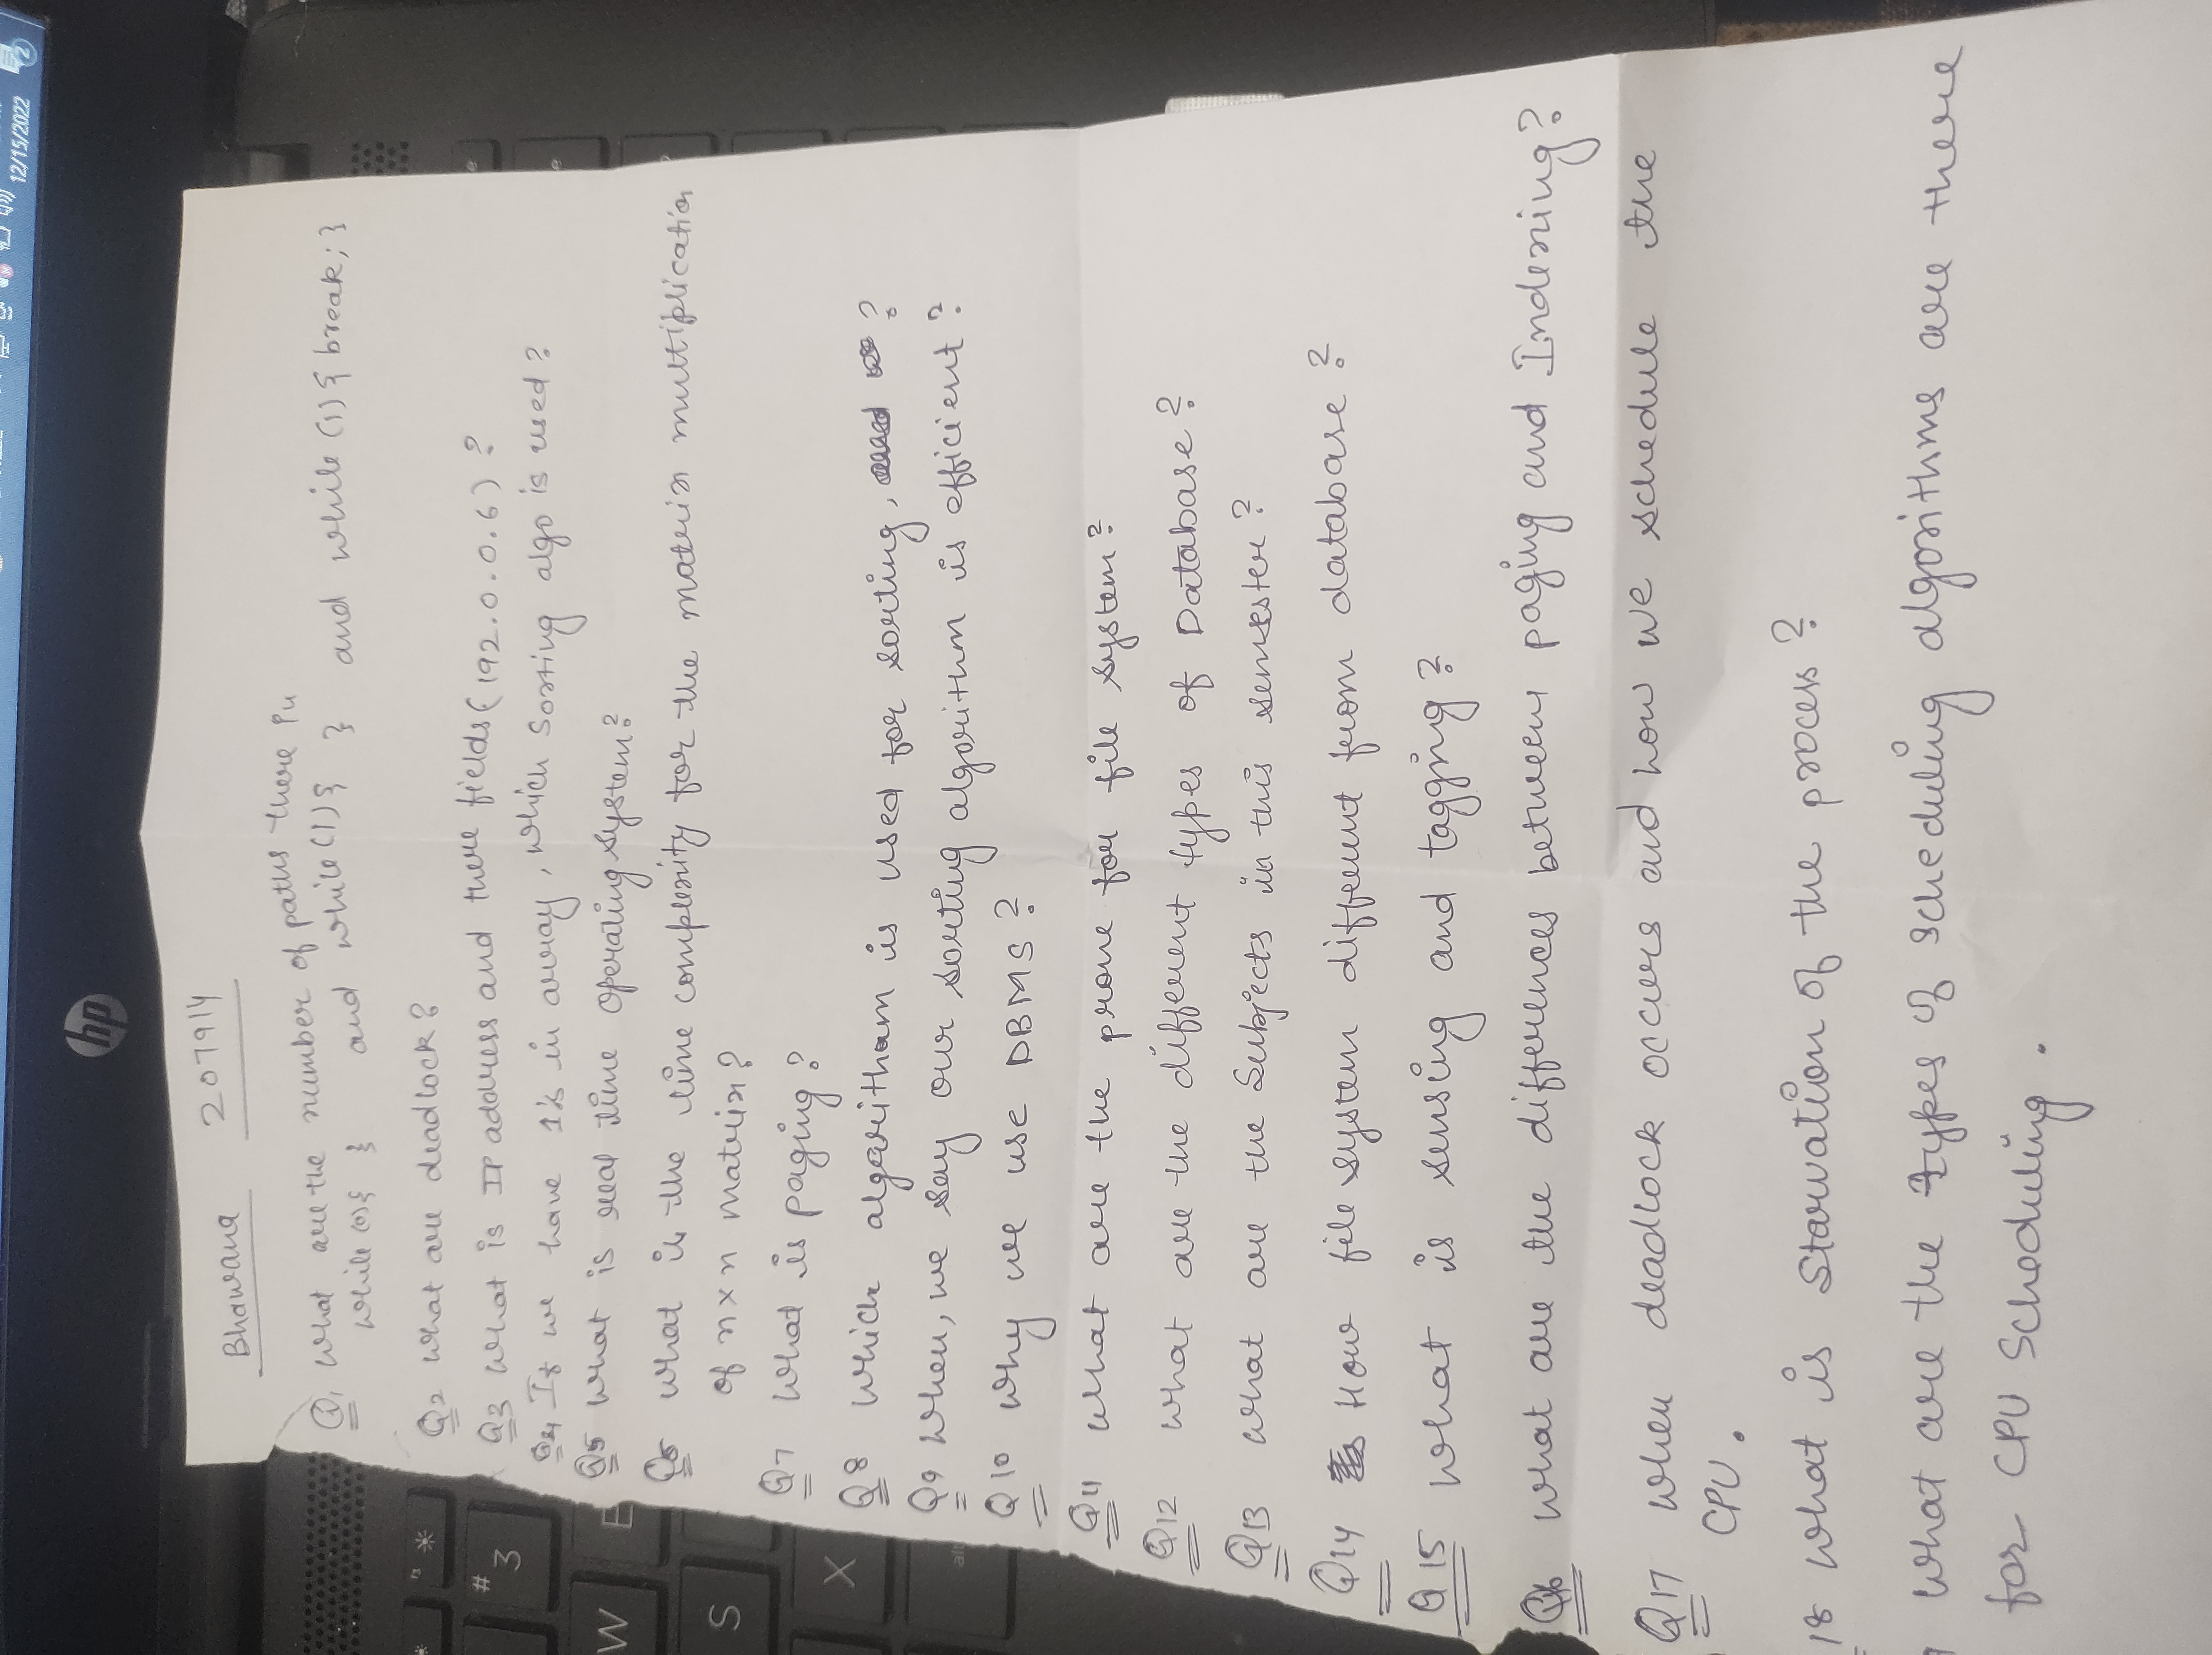 12/15/2022
2
hp
Bhawana 207914
Q1 What are the number of paths there in
while(0){ } and while(1){ } and while(1){ break; }
Q2 What are deadlock?
Q3 What is IP address and there fields (192.0.0.6)?
Q4 If we have 1's in array, which Sorting algo is used?
Q5 What is real time Operating System?
Q6 What is the time complexity for the matrix multiplication
of n×n matrix?
Q7 What is paging?
Q8 Which algaritham is used for sorting, ?
Q9 When, we say our sorting algorithm is efficient?
Q10 Why we use DBMS?
Q11 What are the prone for file system?
Q12 What are the different types of Database?
Q13 What are the Subjects in this semester?
Q14 How file system different from database?
Q15 What is sensing and tagging?
Q16 What are the differences between paging and Indexing?
Q17 When deadlock occurs and how we schedule the
CPU.
18 What is Starvation of the process?
What are the types of scheduling algorithms are there
for CPU Scheduling.
# 3
*
W
E
S
X
alt